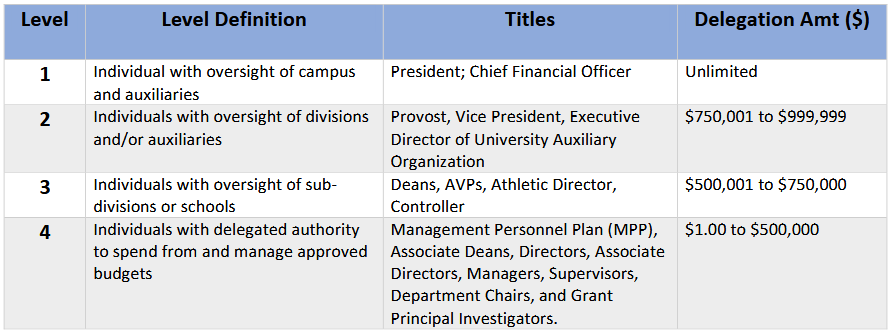 Level Level Definition Titles Delegation Amt ($)
1 Individual with oversight of campus President; Chief Financial Officer Unlimited
and auxiliaries
2 Individuals with oversight of divisions Provost, Vice President, Executive $750,001 to $999,999
and/or auxiliaries Director of University Auxiliary
Organization
3 Individuals with oversight of sub- Deans, AVPs, Athletic Director, $500,001 to $750,000
divisions or schools Controller
4 Individuals with delegated authority Management Personnel Plan (MPP), $1.00 to $500,000
to spend from and manage approved Associate Deans, Directors, Associate
budgets Directors, Managers, Supervisors,
Department Chairs, and Grant
Principal Investigators.